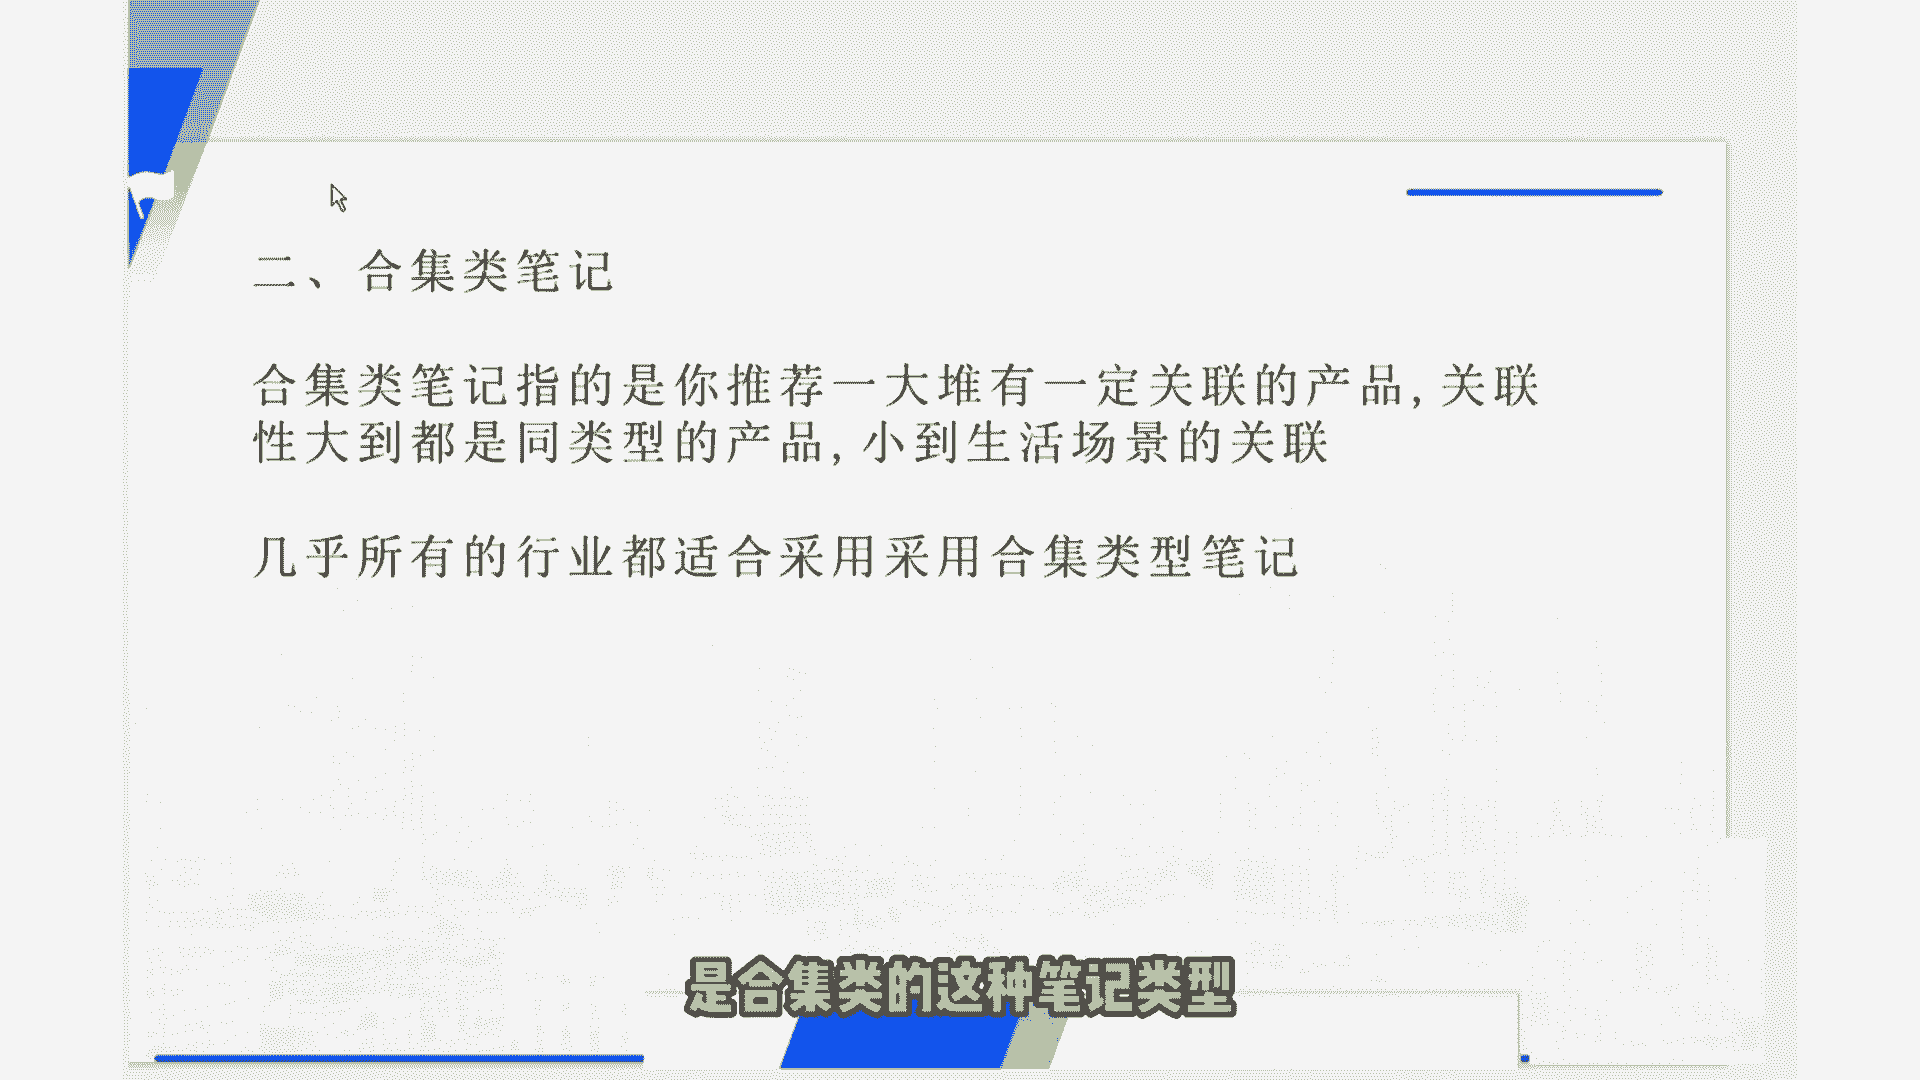 二、合集类笔记
合集类笔记指的是你推荐一大堆有一定关联的产品,关联
性大到都是同类型的产品,小到生活场景的关联
几乎所有的行业都适合采用采用合集类型笔记
是合集类的这种笔记类型